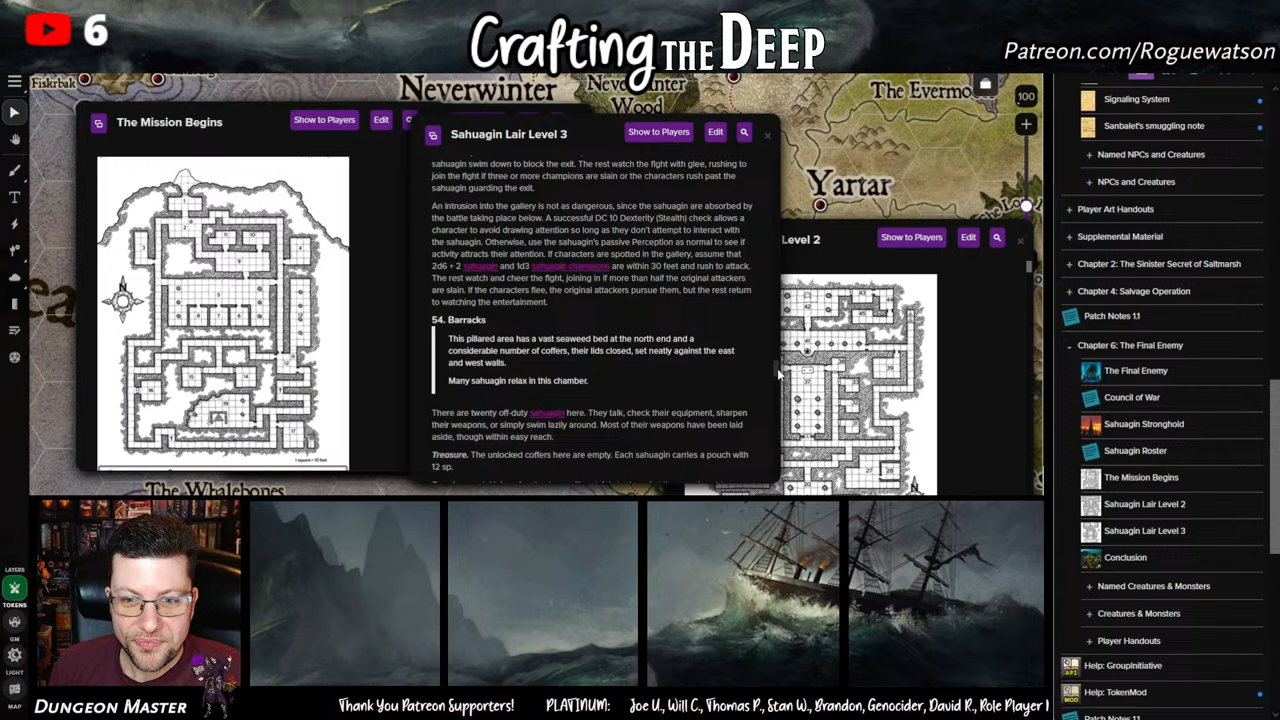 6
Crafting THE DEEP
Patreon.com/Roguewatson
Fiskrbak
Neverwinter
Neverwinter
Wood
The Evermo
100
Yartar
The Whalebones
The Mission Begins
Show to Players
Edit
1 square = 10 feet
Sahuagin Lair Level 3
Show to Players
Edit
sahuagin swim down to block the exit. The rest watch the fight with glee, rushing to
join the fight if three or more champions are slain or the characters rush past the
sahuagin guarding the exit.
An intrusion into the gallery is not as dangerous, since the sahuagin are absorbed by
the battle taking place below. A successful DC 10 Dexterity (Stealth) check allows a
character to avoid drawing attention so long as they don't attempt to interact with
the sahuagin. Otherwise, use the sahuagin's passive Perception as normal to see if
activity attracts their attention. If characters are spotted in the gallery, assume that
2d6 + 2 sahuagin and 1d3 sahuagin champions are within 30 feet and rush to attack.
The rest watch and cheer the fight, joining in if more than half the original attackers
are slain. If the characters flee, the original attackers pursue them, but the rest return
to watching the entertainment.
54. Barracks
This pillared area has a vast seaweed bed at the north end and a
considerable number of coffers, their lids closed, set neatly against the east
and west walls.
Many sahuagin relax in this chamber.
There are twenty off-duty sahuagin here. They talk, check their equipment, sharpen
their weapons, or simply swim lazily around. Most of their weapons have been laid
aside, though within easy reach.
Treasure. The unlocked coffers here are empty. Each sahuagin carries a pouch with
12 sp.
Level 2
Show to Players
Edit
Signaling System
Sanbalet's smuggling note
+ Named NPCs and Creatures
+ NPCs and Creatures
+ Player Art Handouts
+ Supplemental Material
+ Chapter 2: The Sinister Secret of Saltmarsh
+ Chapter 4: Salvage Operation
Patch Notes 1.1
- Chapter 6: The Final Enemy
The Final Enemy
Council of War
Sahuagin Stronghold
Sahuagin Roster
The Mission Begins
Sahuagin Lair Level 2
Sahuagin Lair Level 3
Conclusion
+ Named Creatures & Monsters
+ Creatures & Monsters
+ Player Handouts
Help: GroupInitiative
Help: TokenMod
Patch Notes 1.1
LAYERS
TOKENS
GM
LIGHT
MAP
DUNGEON MASTER
Thank You Patreon Supporters!
PLATINUM: Joe U., Will C., Thomas P., Stan W., Brandon, Genocider, David R., Role Player